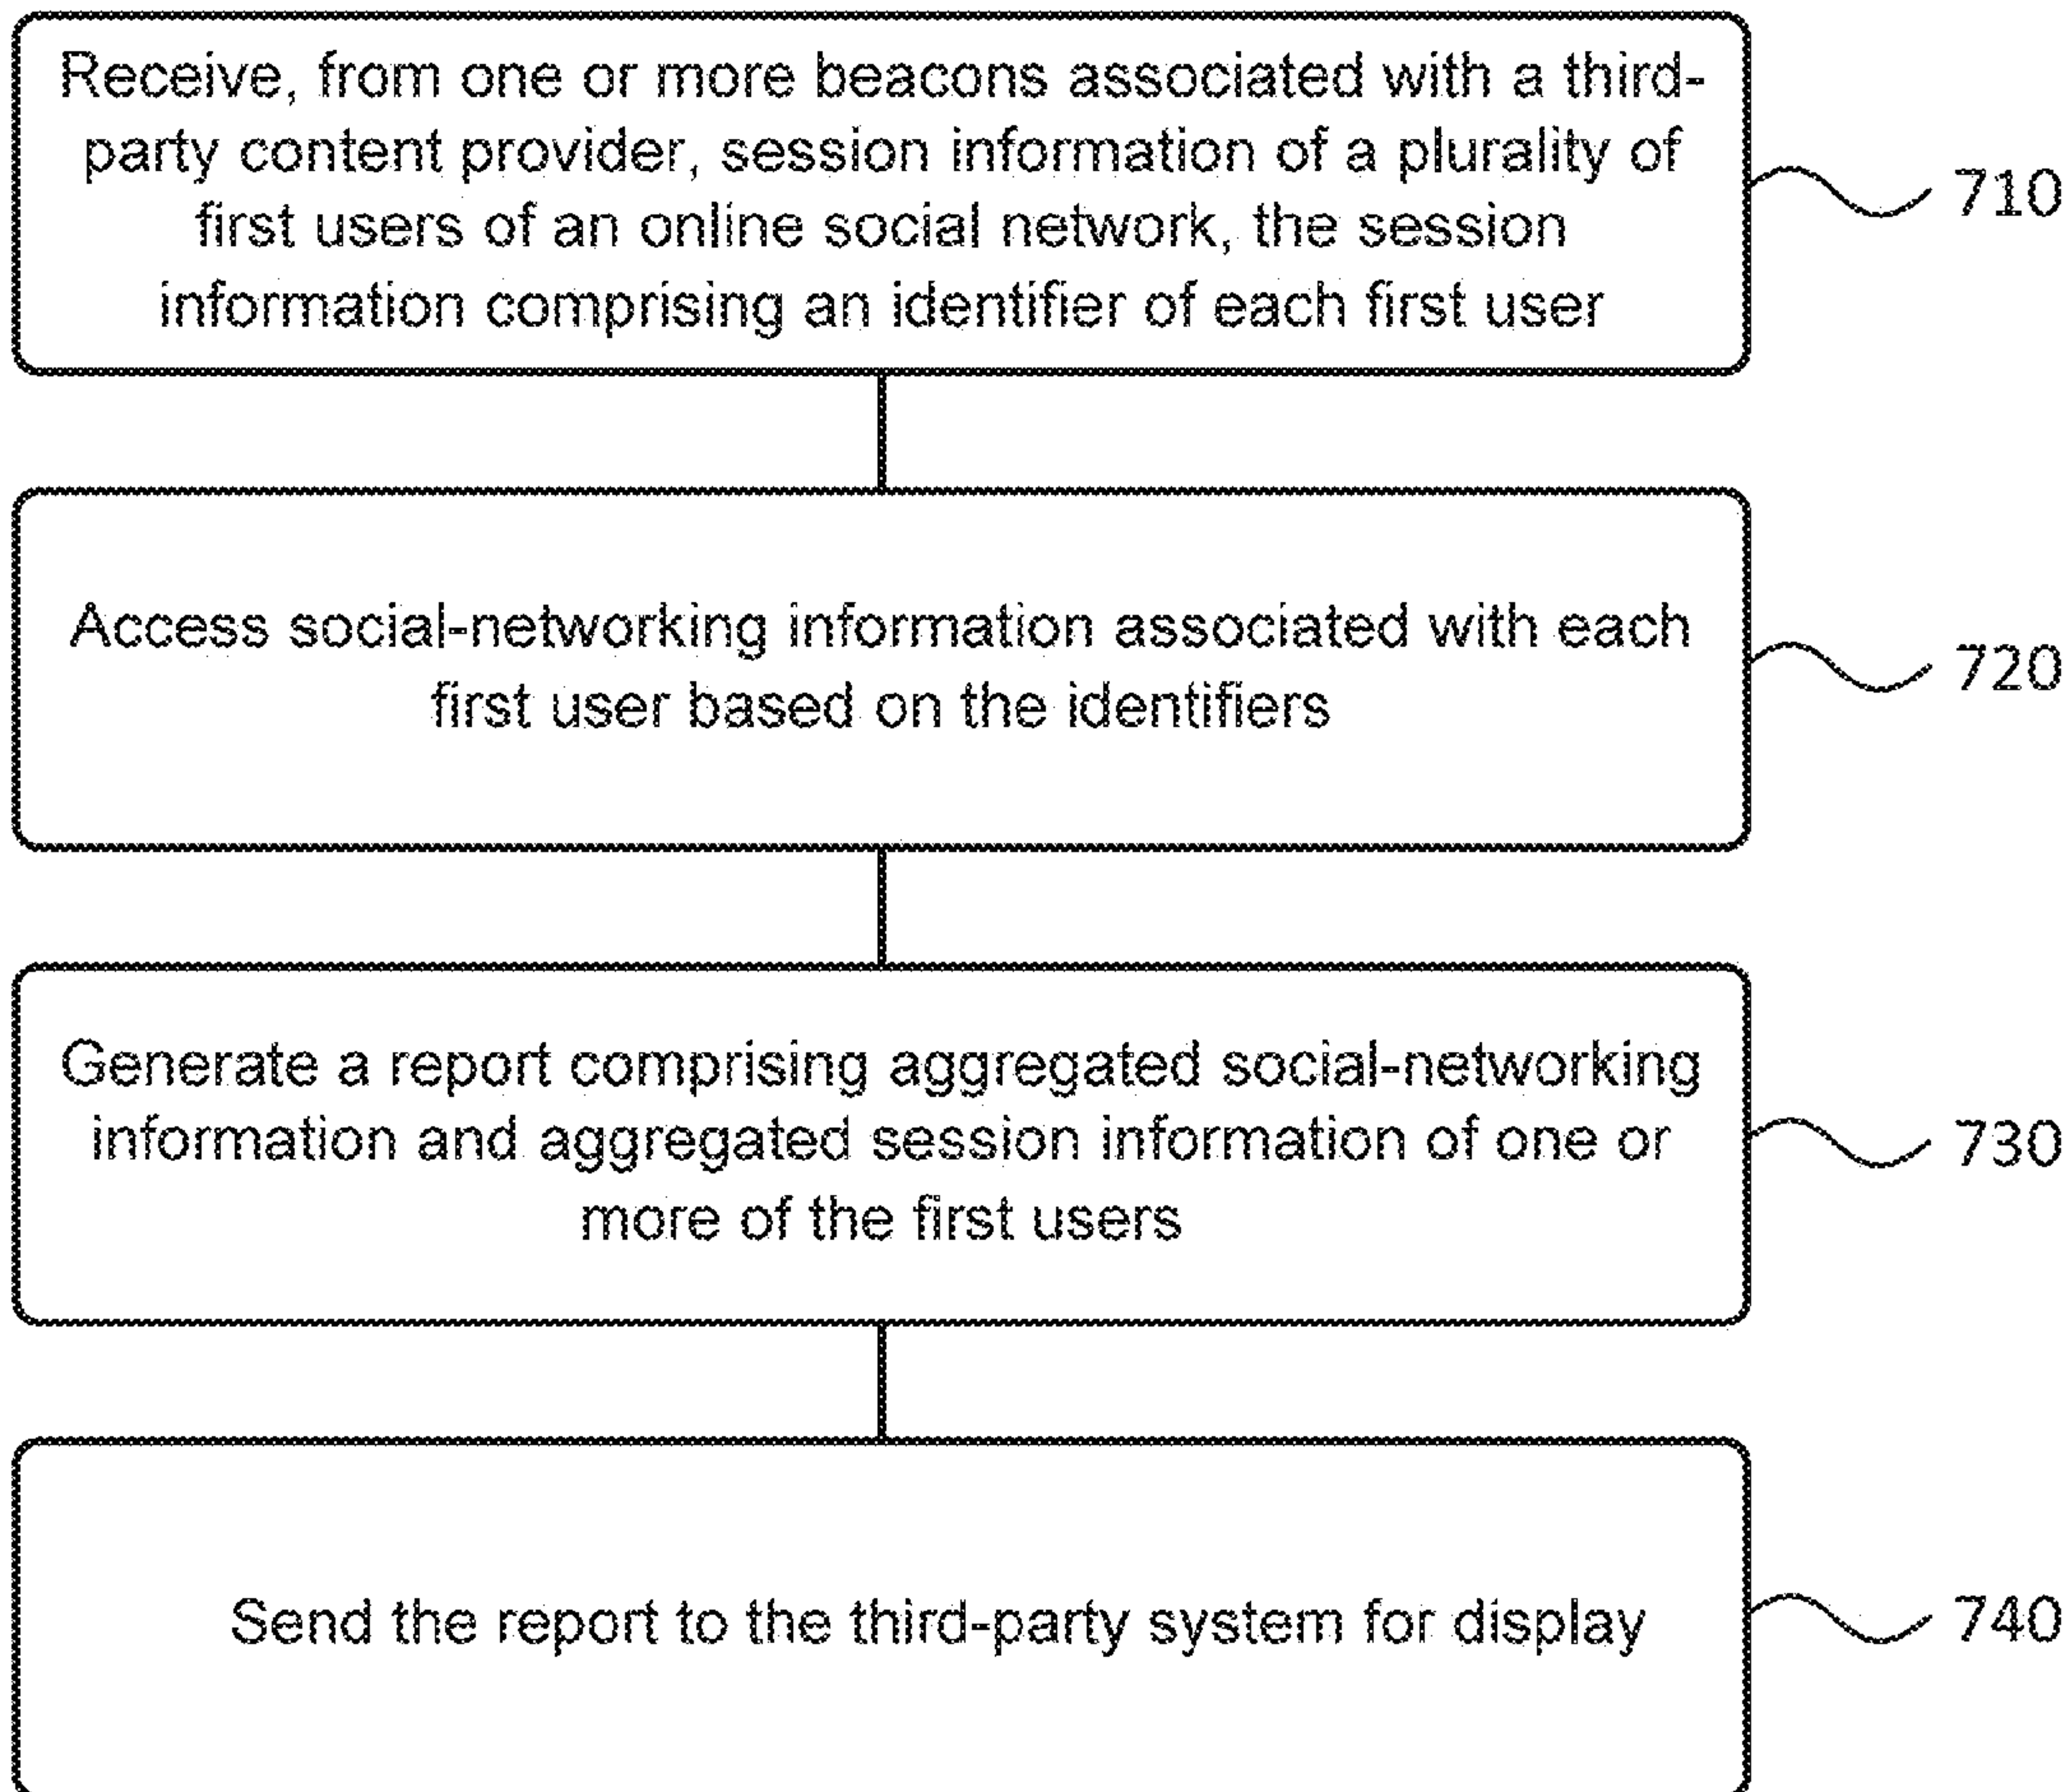 Receive, from one or more beacons associated with a third-
party content provider, session information of a plurality of
first users of an online social network, the session
information comprising an identifier of each first user
710
Access social-networking information associated with each
first user based on the identifiers
720
Generate a report comprising aggregated social-networking
information and aggregated session information of one or
more of the first users
730
Send the report to the third-party system for display
740